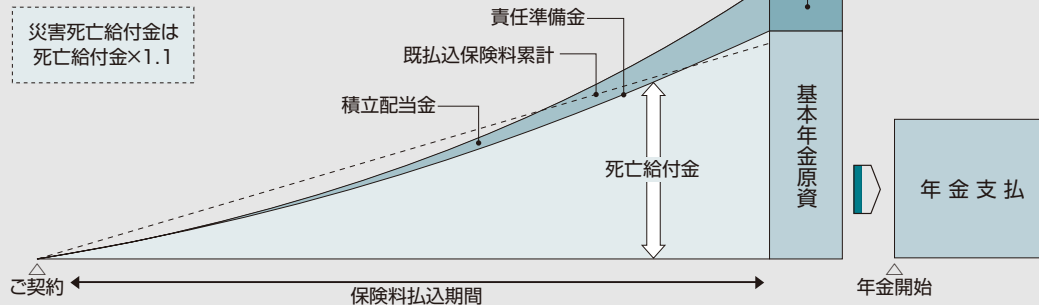 災害死亡給付金は
死亡給付金×1.1
責任準備金
既払込保険料累計
積立配当金
死亡給付金
基本年金原資
年金支払
ご契約
保険料払込期間
年金開始